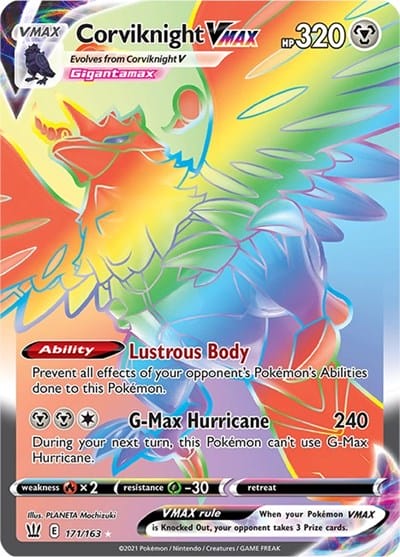 VMAX
Corviknight VMAX HP 320
Evolves from Corviknight V
Gigantamax
Ability Lustrous Body
Prevent all effects of your opponent's Pokémon's Abilities
done to this Pokémon.
G-Max Hurricane 240
During your next turn, this Pokémon can't use G-Max
Hurricane.
weakness × 2 resistance -30 retreat
Illus. PLANETA Mochizuki
E 171/163
VMAX rule When your Pokémon VMAX
is Knocked Out, your opponent takes 3 Prize cards.
©2021 Pokémon / Nintendo / Creatures / GAME FREAK